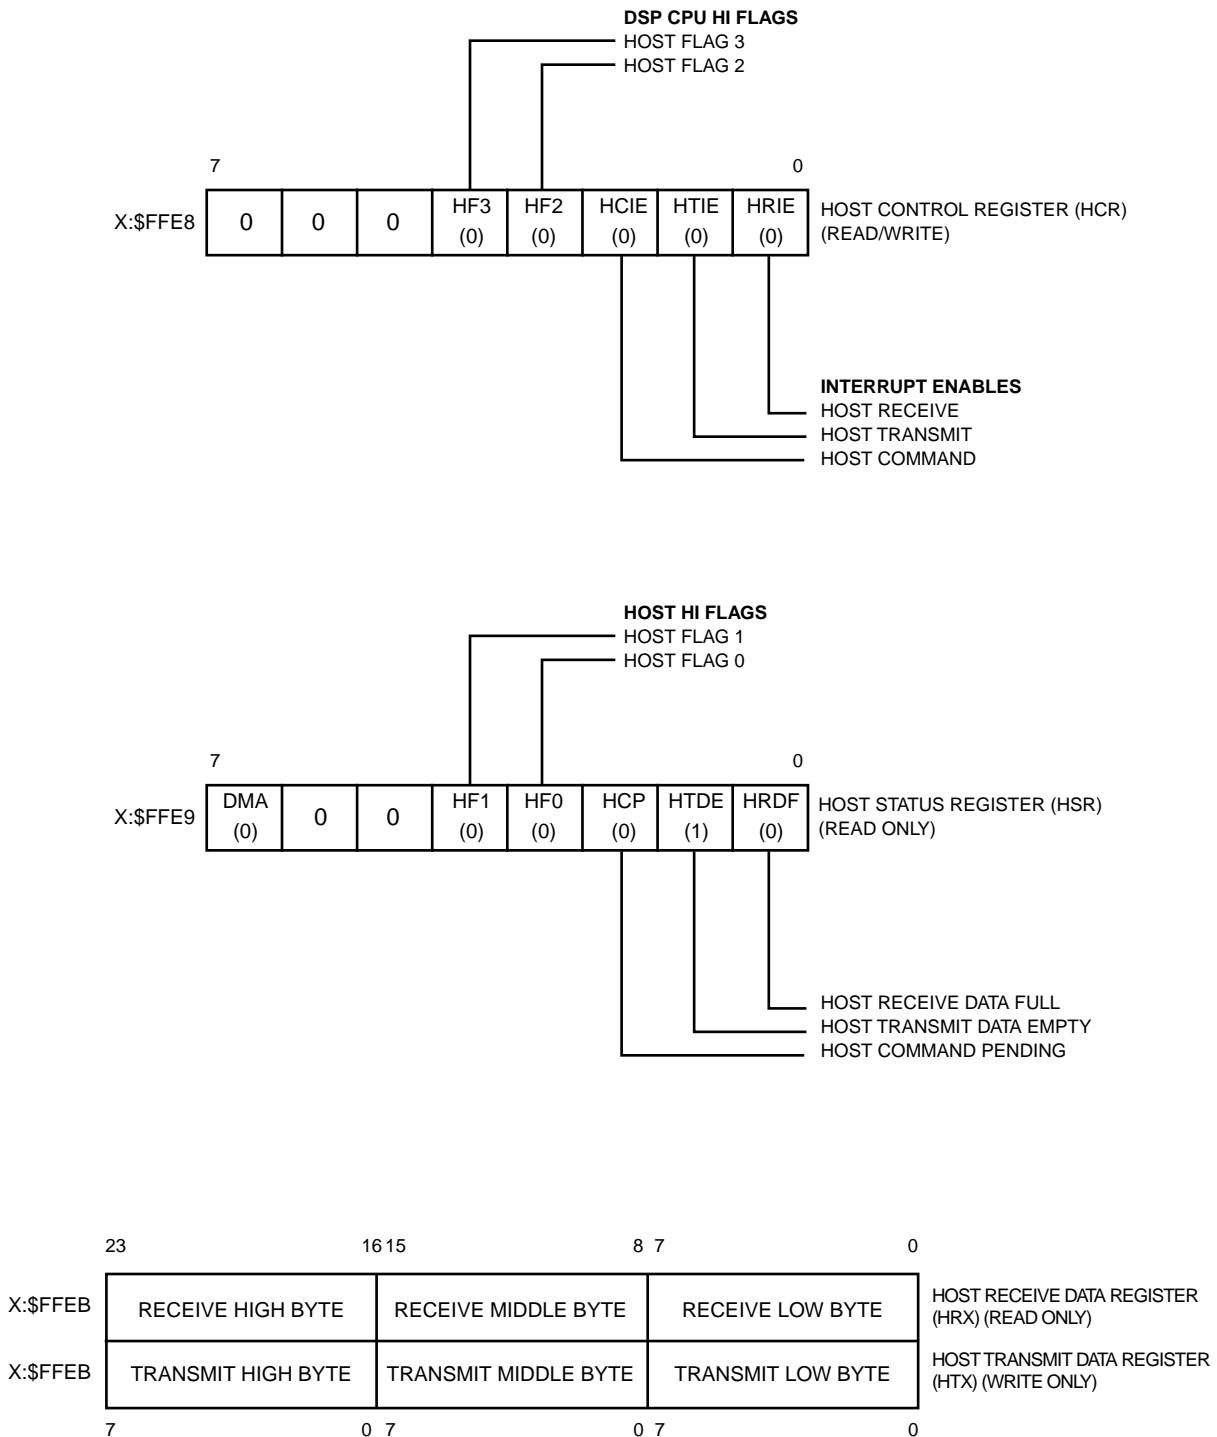 DSP CPU HI FLAGS
HOST FLAG 3
HOST FLAG 2
7 0
X:$FFE8 0 0 0 HF3 (0) HF2 (0) HCIE (0) HTIE (0) HRIE (0) HOST CONTROL REGISTER (HCR)
(READ/WRITE)
INTERRUPT ENABLES
HOST RECEIVE
HOST TRANSMIT
HOST COMMAND
HOST HI FLAGS
HOST FLAG 1
HOST FLAG 0
7 0
X:$FFE9 DMA (0) 0 0 HF1 (0) HF0 (0) HCP (0) HTDE (1) HRDF (0) HOST STATUS REGISTER (HSR)
(READ ONLY)
HOST RECEIVE DATA FULL
HOST TRANSMIT DATA EMPTY
HOST COMMAND PENDING
23 16 15 8 7 0
X:$FFEB RECEIVE HIGH BYTE RECEIVE MIDDLE BYTE RECEIVE LOW BYTE HOST RECEIVE DATA REGISTER
(HRX) (READ ONLY)
X:$FFEB TRANSMIT HIGH BYTE TRANSMIT MIDDLE BYTE TRANSMIT LOW BYTE HOST TRANSMIT DATA REGISTER
(HTX) (WRITE ONLY)
7 0 7 0 7 0